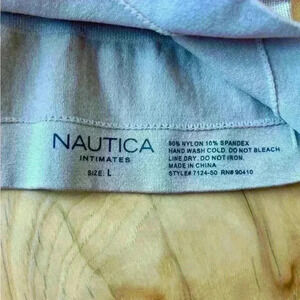 NAUTICA
INTIMATES
SIZE: L
90% NYLON 10% SPANDEX
HAND WASH COLD. DO NOT BLEACH
LINE DRY. DO NOT IRON.
MADE IN CHINA
STYLE# 7124-50 RN# 90410